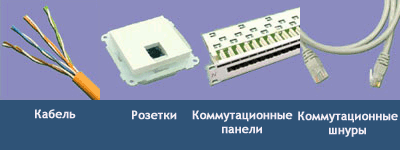 Кабель
Розетки
Коммутационные
панели
Коммутационные
шнуры